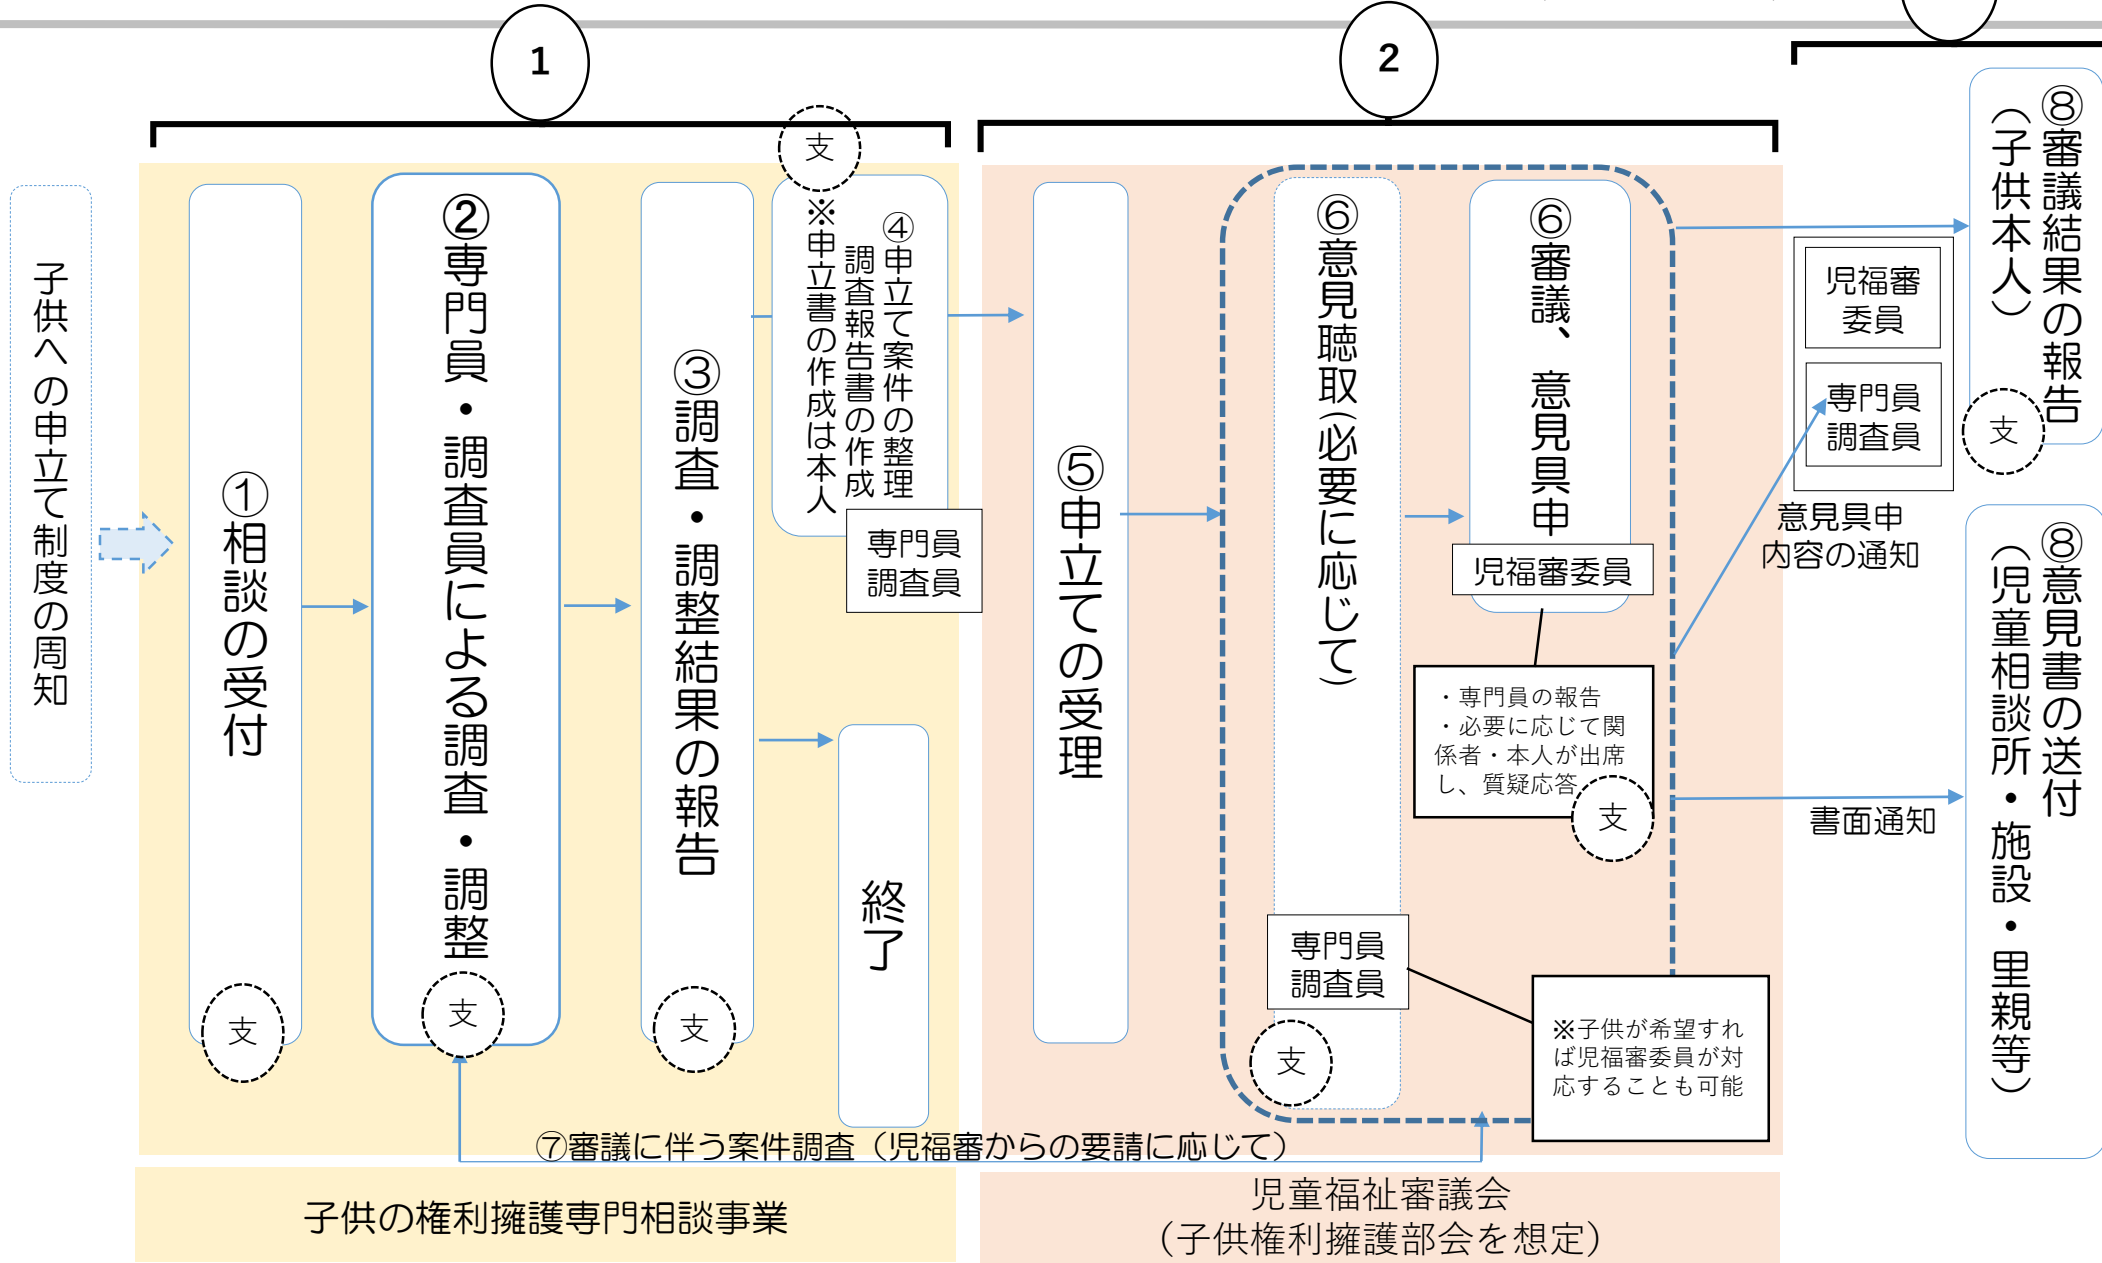 1
2
子供への申立て制度の周知
①相談の受付
支
②専門員・調査員による調査・調整
支
③調査・調整結果の報告
支
支
④申立て案件の整理
調査報告書の作成
※申立書の作成は本人
専門員
調査員
終了
⑤申立ての受理
⑥意見聴取(必要に応じて)
専門員
調査員
支
⑥審議、意見具申
児福審委員
・専門員の報告
・必要に応じて関
係者・本人が出席
し、質疑応答
支
※子供が希望すれ
ば児福審委員が対
応することも可能
⑦審議に伴う案件調査（児福審からの要請に応じて）
児福審
委員
専門員
調査員
意見具申
内容の通知
書面通知
⑧審議結果の報告
（子供本人）
支
⑧意見書の送付
（児童相談所・施設・里親等）
子供の権利擁護専門相談事業
児童福祉審議会
（子供権利擁護部会を想定）